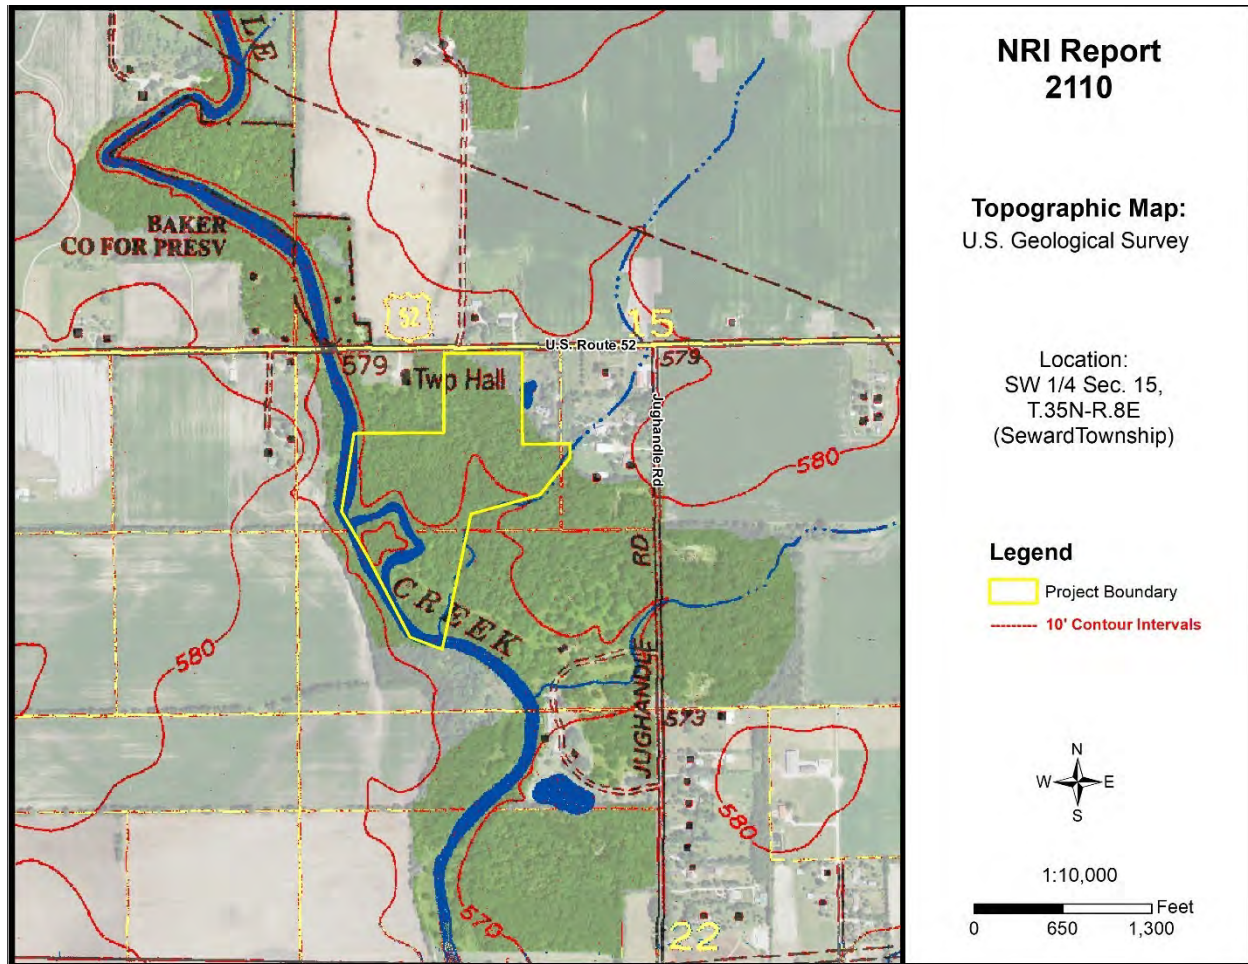 LE
BAKER
CO FOR PRESV
52
15
U.S. Route 52
579
579
Twp Hall
Jughandle Rd
580
CREEK
JUGHANDLE RD
580
573
580
570
22
NRI Report
2110
Topographic Map:
U.S. Geological Survey
Location:
SW 1/4 Sec. 15,
T.35N-R.8E
(SewardTownship)
Legend
Project Boundary
10' Contour Intervals
N
W
E
S
1:10,000
Feet
0
650
1,300